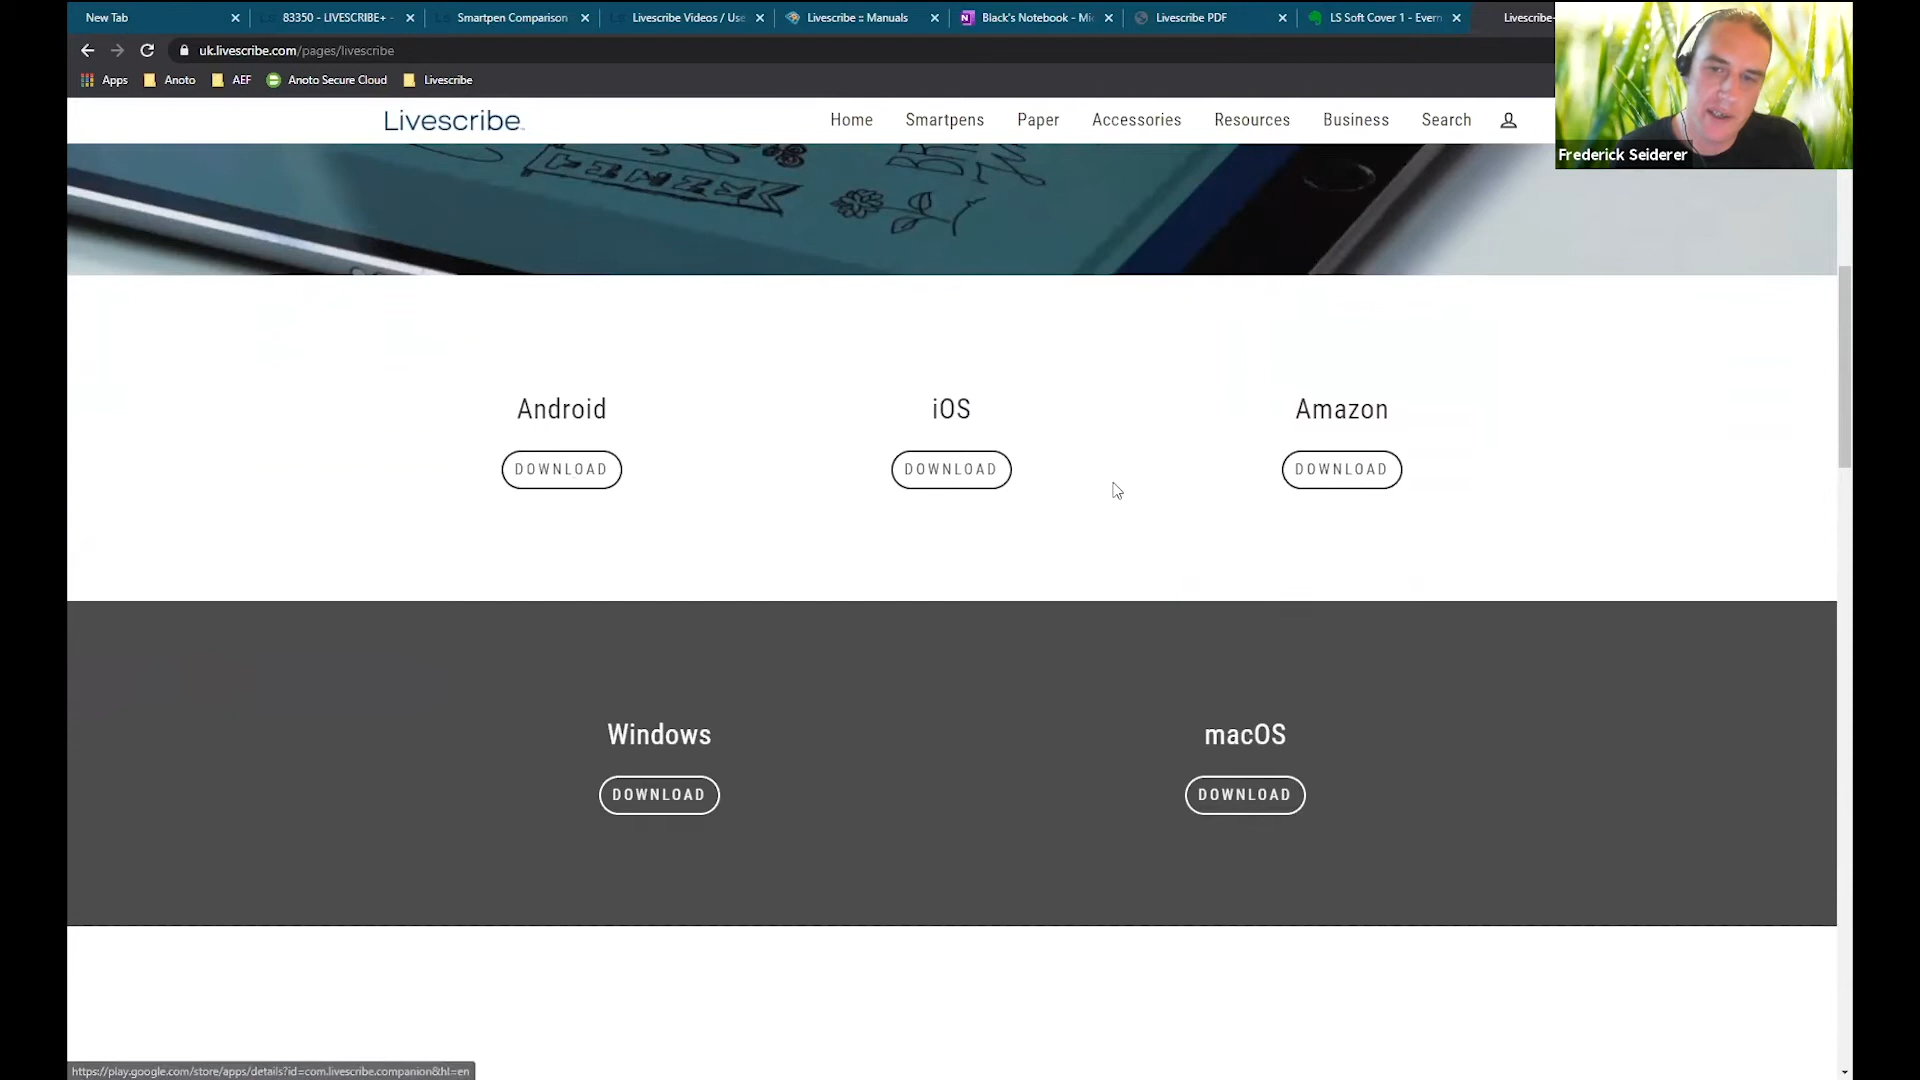 New Tab
83350 - LIVESCRIBE+ -
Smartpen Comparison
Livescribe Videos / Use
Livescribe :: Manuals
Black's Notebook - Mic
Livescribe PDF
LS Soft Cover 1 - Evern
Livescribe-
uk.livescribe.com/pages/livescribe
Apps
Anoto
AEF
Anoto Secure Cloud
Livescribe
Frederick Seiderer
Livescribe
Home
Smartpens
Paper
Accessories
Resources
Business
Search
Android
iOS
Amazon
DOWNLOAD
DOWNLOAD
DOWNLOAD
Windows
macOS
DOWNLOAD
DOWNLOAD
https://play.google.com/store/apps/details?id=com.livescribe.companion&hl=en